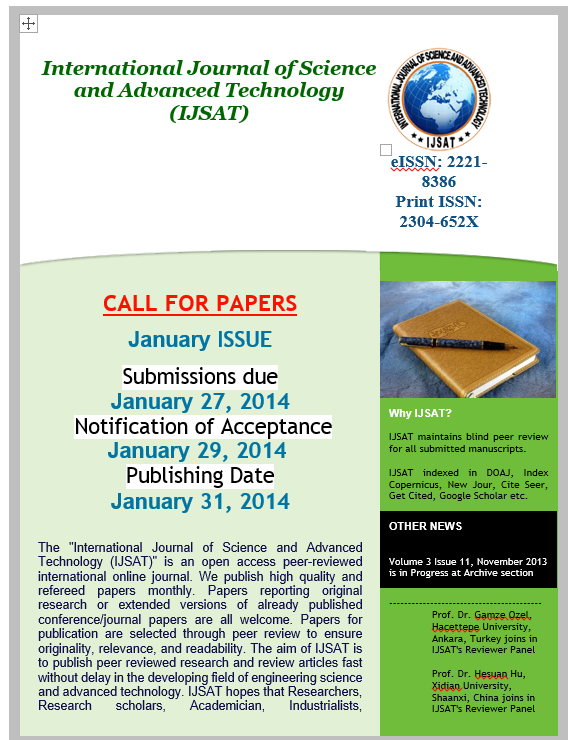 International Journal of Science
and Advanced Technology
(IJSAT)
INTERNATIONAL JOURNAL OF SCIENCE AND ADVANCED TECHNOLOGY
★ ★ IJSAT ★ ★
eISSN: 2221-
8386
Print ISSN:
2304-652X
CALL FOR PAPERS
January ISSUE
Submissions due
January 27, 2014
Notification of Acceptance
January 29, 2014
Publishing Date
January 31, 2014
The "International Journal of Science and Advanced
Technology (IJSAT)" is an open access peer-reviewed
international online journal. We publish high quality and
refereed papers monthly. Papers reporting original
research or extended versions of already published
conference/journal papers are all welcome. Papers for
publication are selected through peer review to ensure
originality, relevance, and readability. The aim of IJSAT is
to publish peer reviewed research and review articles fast
without delay in the developing field of engineering science
and advanced technology. IJSAT hopes that Researchers,
Research scholars, Academician, Industrialists,
Why IJSAT?
IJSAT maintains blind peer review
for all submitted manuscripts.
IJSAT indexed in DOAJ, Index
Copernicus, New Jour, Cite Seer,
Get Cited, Google Scholar etc.
OTHER NEWS
Volume 3 Issue 11, November 2013
is in Progress at Archive section
-----------------------------------
Prof. Dr. Gamze Ozel,
Hacettepe University,
Ankara, Turkey joins in
IJSAT's Reviewer Panel
Prof. Dr. Hesuan Hu,
Xidian University,
Shaanxi, China joins in
IJSAT's Reviewer Panel